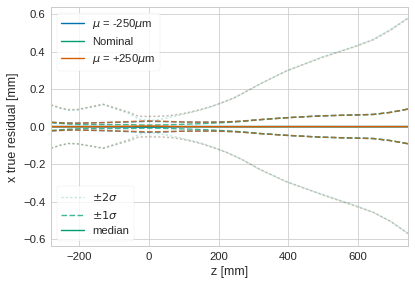 μ = -250μm
Nominal
μ = +250μm
0.6
0.4
0.2
0.0
−0.2
−0.4
−0.6
x true residual [mm]
±2σ
±1σ
median
−200 0 200 400 600
z [mm]